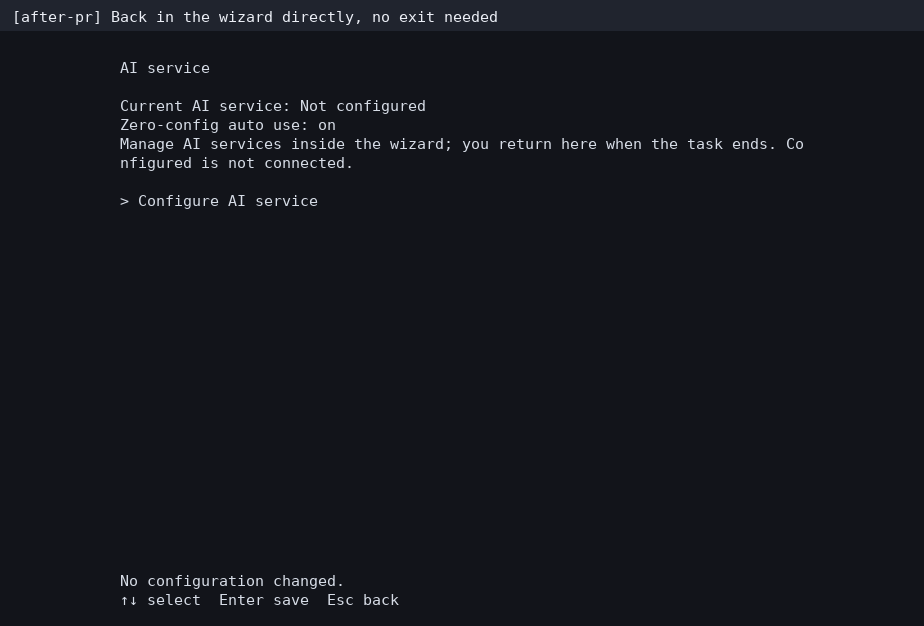 [after-pr] Back in the wizard directly, no exit needed
AI service
Current AI service: Not configured
Zero-config auto use: on
Manage AI services inside the wizard; you return here when the task ends. Co
nfigured is not connected.
> Configure AI service
No configuration changed.
↑↓ select  Enter save  Esc back